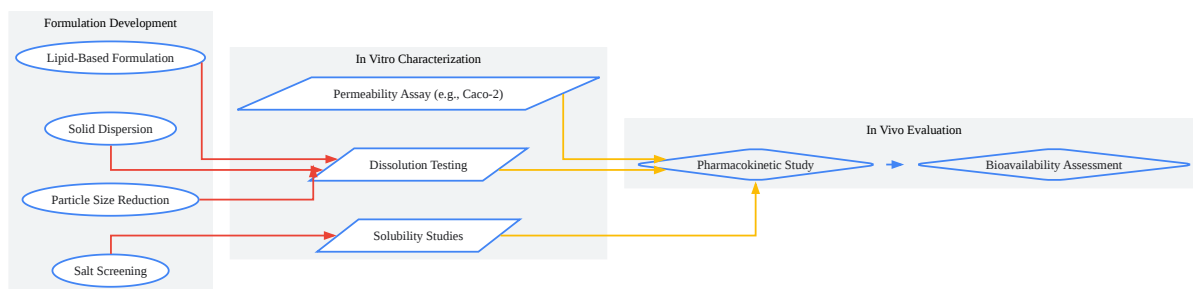 Formulation Development
Lipid-Based Formulation
Solid Dispersion
Particle Size Reduction
Salt Screening
In Vitro Characterization
Permeability Assay (e.g., Caco-2)
Dissolution Testing
Solubility Studies
In Vivo Evaluation
Pharmacokinetic Study
Bioavailability Assessment